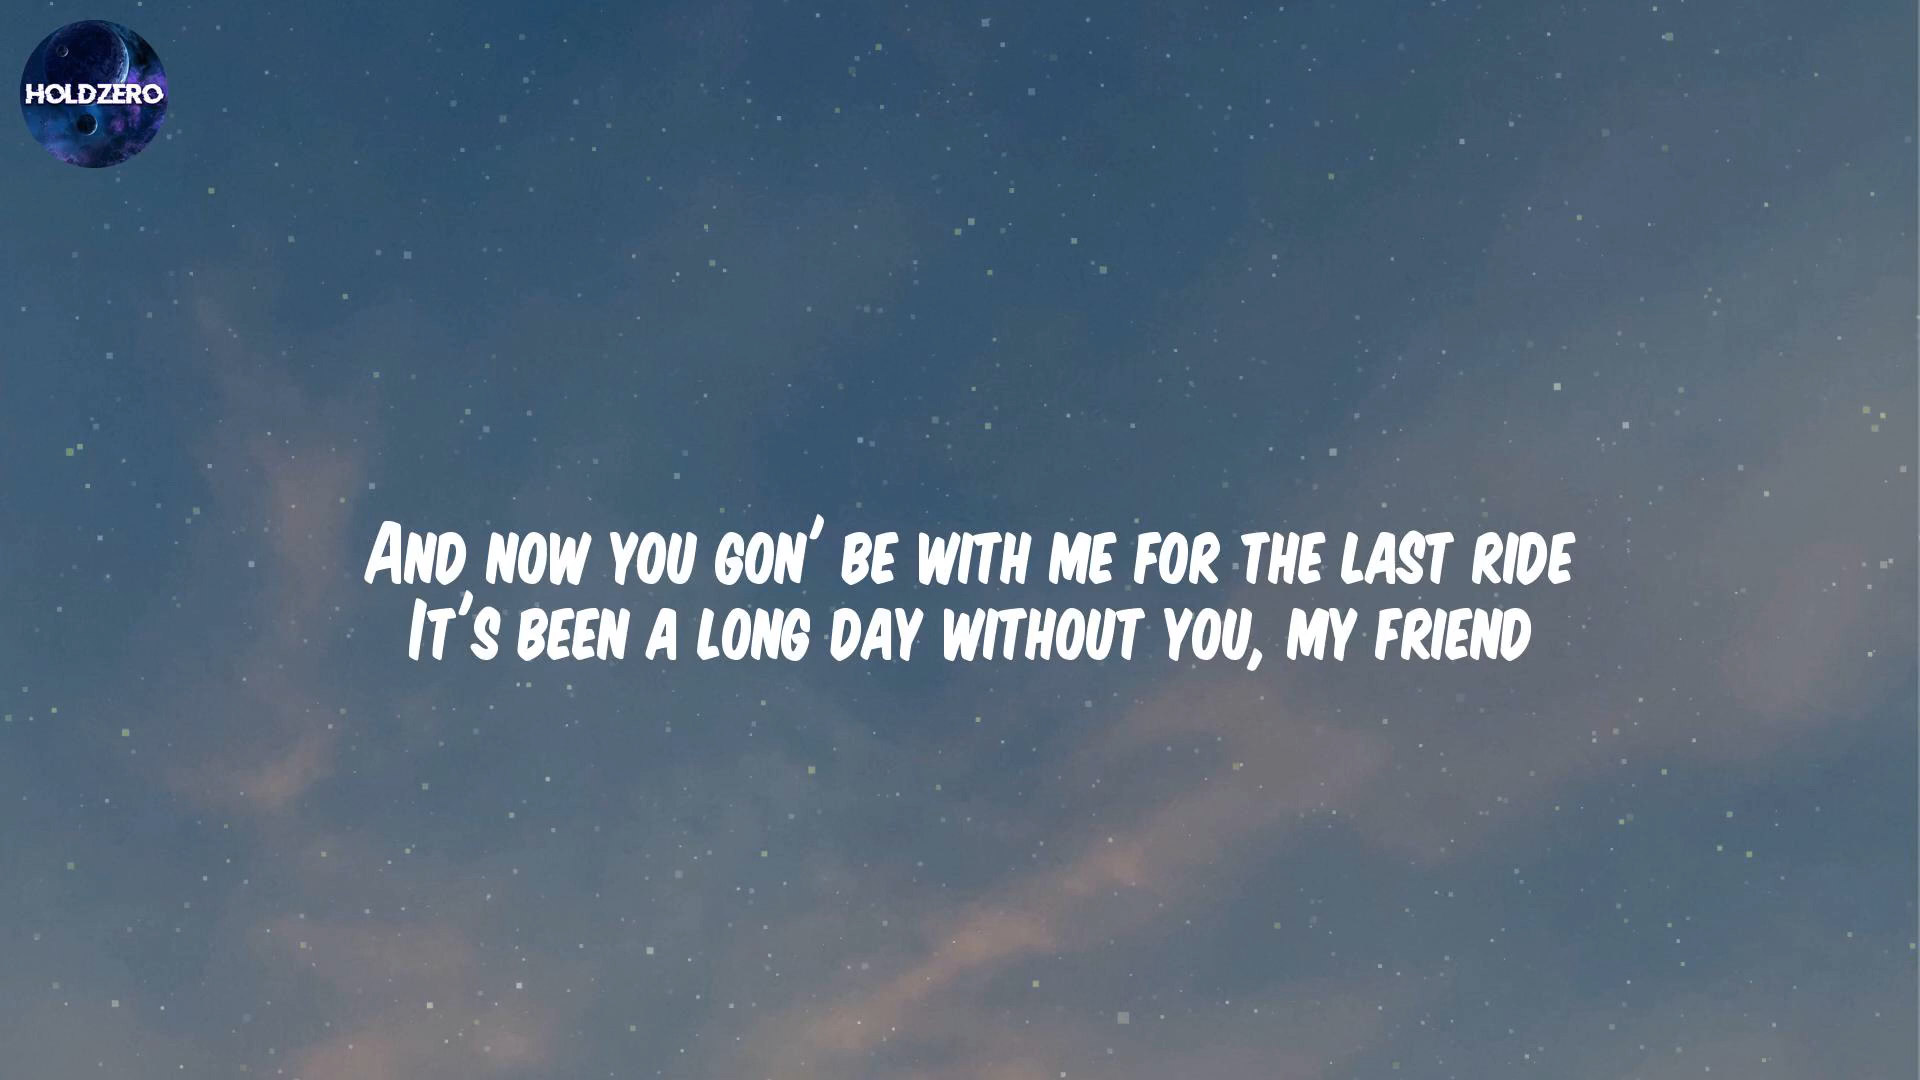 HOLDZERO
And now you gon' be with me for the last ride
It's been a long day without you, my friend